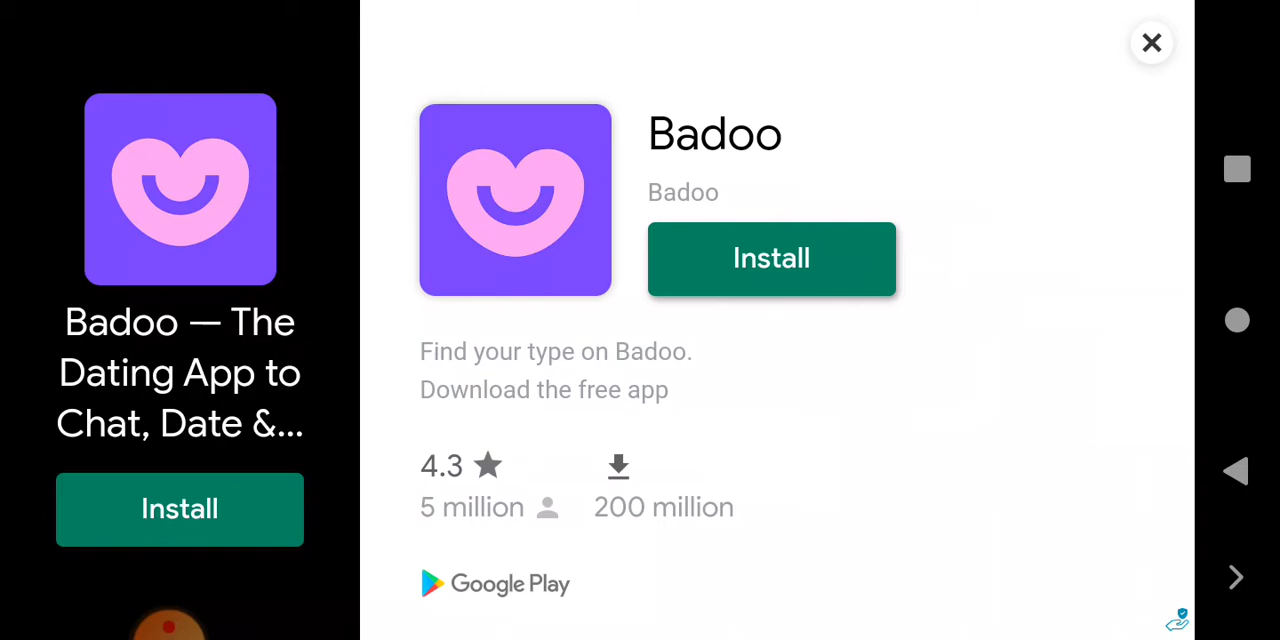 Badoo — The
Dating App to
Chat, Date &...
Install
Badoo
Badoo
Install
Find your type on Badoo.
Download the free app
4.3
5 million
200 million
Google Play